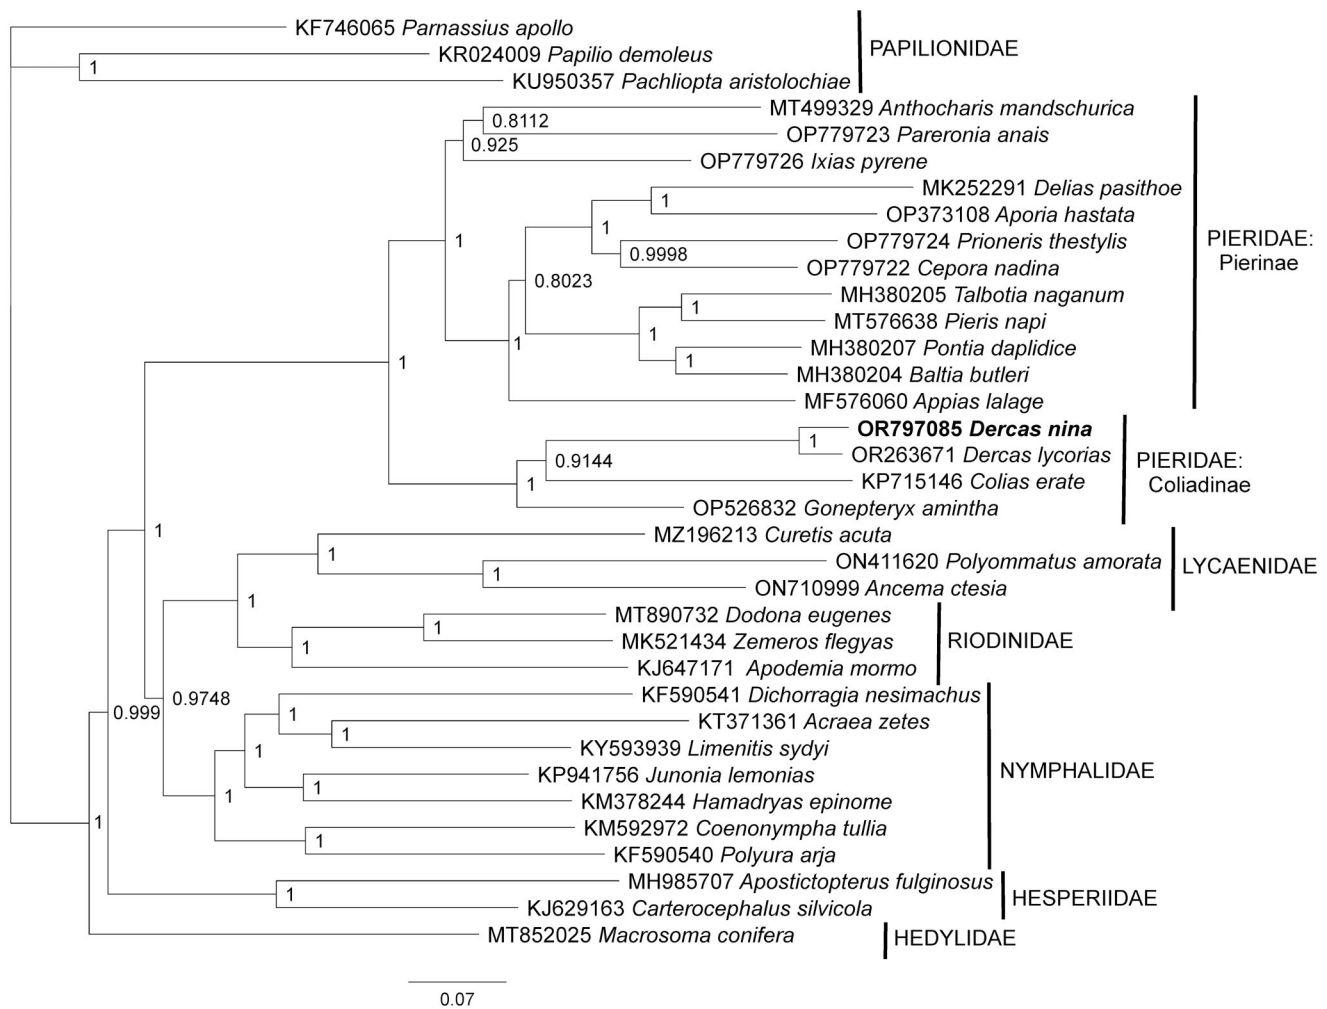 KF746065 Parnassius apollo
KR024009 Papilio demoleus
PAPILIONIDAE
1
KU950357 Pachliopta aristolochiae
MT499329 Anthocharis mandschurica
0.8112
OP779723 Pareronia anais
0.925
OP779726 Ixias pyrene
MK252291 Delias pasithoe
1
OP373108 Aporia hastata
1
OP779724 Prioneris thestylis
1
PIERIDAE:
Pierinae
0.9998
OP779722 Cepora nadina
0.8023
MH380205 Talbotia naganum
1
MT576638 Pieris napi
1
1
MH380207 Pontia daplidice
1
1
MH380204 Baltia butleri
MF576060 Appias lalage
OR797085 Dercas nina
1
OR263671 Dercas lycorias
0.9144
PIERIDAE:
Coliadinae
KP715146 Colias erate
1
OP526832 Gonepteryx amintha
1
MZ196213 Curetis acuta
1
ON411620 Polyommatus amorata
LYCAENIDAE
1
ON710999 Ancema ctesia
1
MT890732 Dodona eugenes
1
MK521434 Zemeros flegyas
RIODINIDAE
1
KJ647171 Apodemia mormo
0.9748
0.999
KF590541 Dichorragia nesimachus
1
KT371361 Acraea zetes
1
KY593939 Limenitis sydyi
1
KP941756 Junonia lemonias
NYMPHALIDAE
1
1
KM378244 Hamadryas epinome
1
KM592972 Coenonympha tullia
1
KF590540 Polyura arja
MH985707 Apostictopterus fulginosus
1
HESPERIIDAE
KJ629163 Carterocephalus silvicola
MT852025 Macrosoma conifera
HEDYLIDAE
0.07